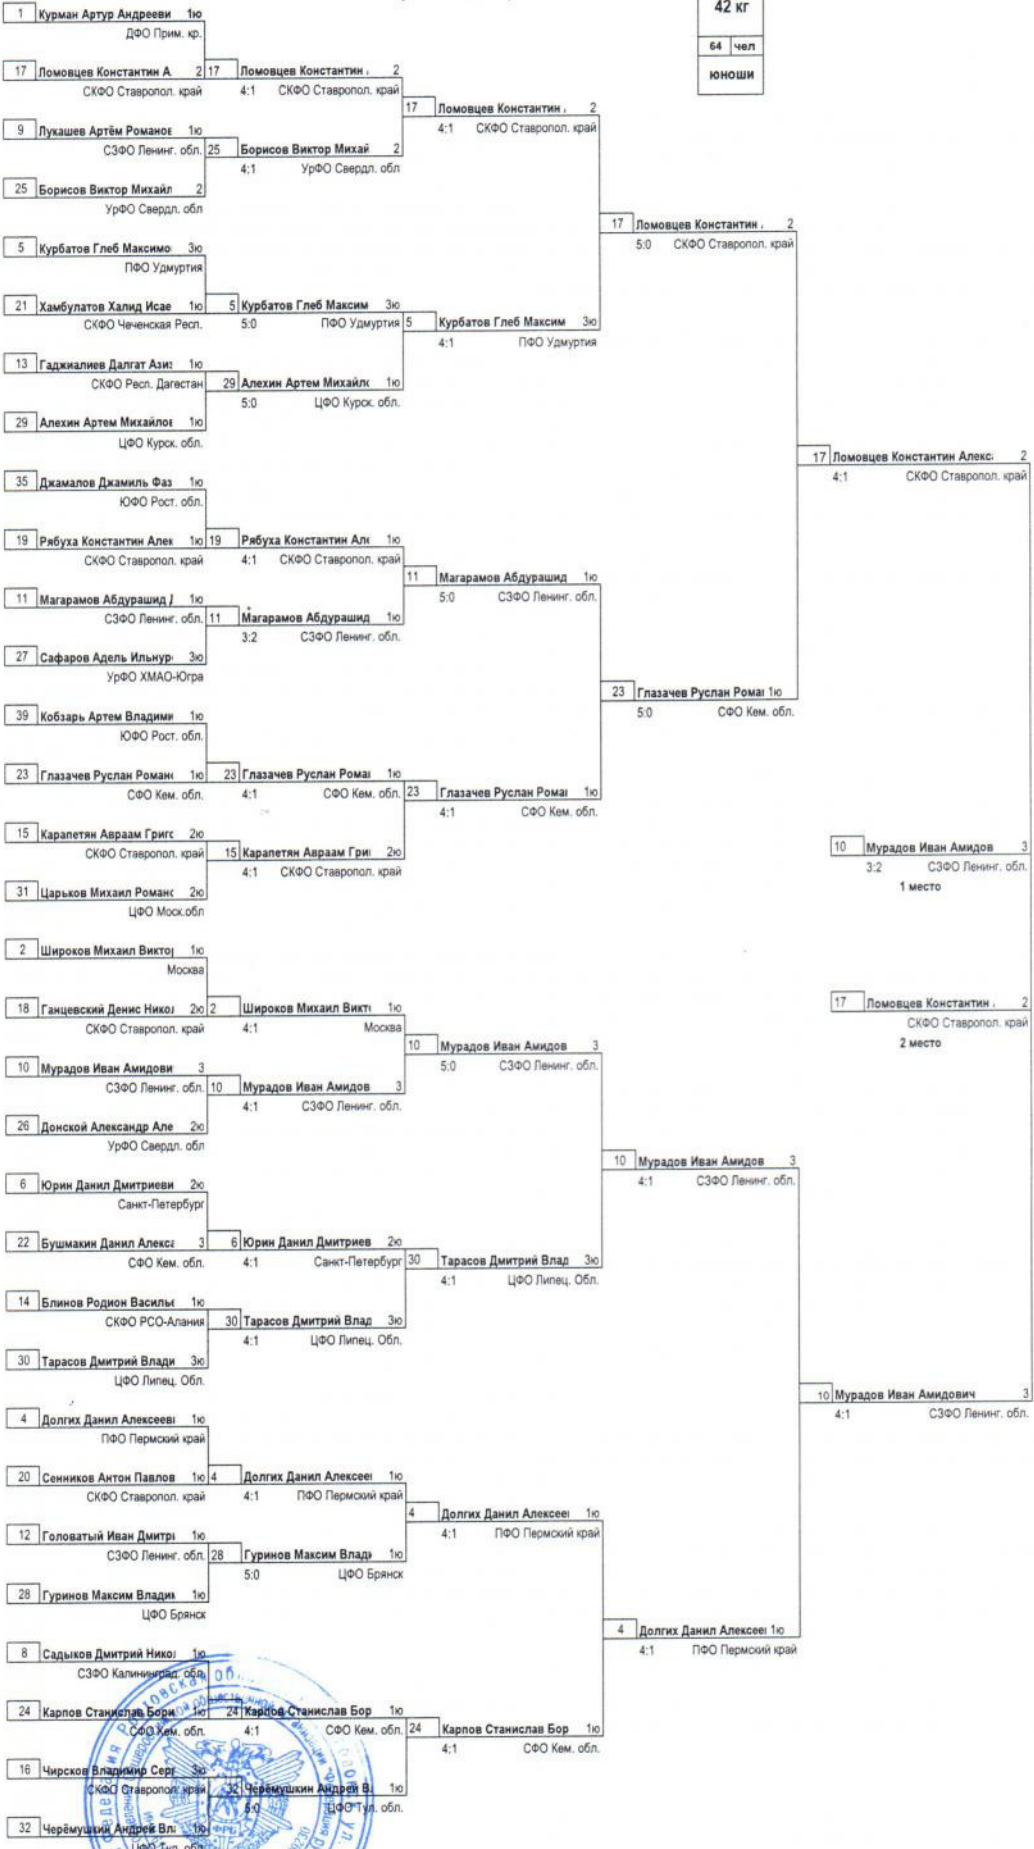 42 кг
64 чел
юноши
1 Курман Артур Андрееви 1ю
ДФО Прим. кр.
17 Ломовцев Константин А 2 17 Ломовцев Константин . 2
СКФО Ставропол. край 4:1 СКФО Ставропол. край
17 Ломовцев Константин . 2
9 Лукашев Артём Романов 1ю 4:1 СКФО Ставропол. край
СЗФО Ленинг. обл. 25 Борисов Виктор Михай 2
4:1 УрФО Свердл. обл
25 Борисов Виктор Михайл 2
УрФО Свердл. обл
17 Ломовцев Константин . 2
5 Курбатов Глеб Максимо 3ю 5:0 СКФО Ставропол. край
ПФО Удмуртия
21 Хамбулатов Халид Исае 1ю 5 Курбатов Глеб Максим 3ю
СКФО Чеченская Респ. 5:0 ПФО Удмуртия 5 Курбатов Глеб Максим 3ю
4:1 ПФО Удмуртия
13 Гаджиалиев Далгат Ази 1ю
СКФО Респ. Дагестан 29 Алехин Артем Михайл 1ю
5:0 ЦФО Курск. обл.
29 Алехин Артем Михайлов 1ю
ЦФО Курск. обл.
17 Ломовцев Константин Алекс 2
4:1 СКФО Ставропол. край
35 Джамалов Джамиль Фаз 1ю
ЮФО Рост. обл.
19 Рябуха Константин Алек 1ю 19 Рябуха Константин Але 1ю
СКФО Ставропол. край 4:1 СКФО Ставропол. край
11 Магарамов Абдурашид 1ю
5:0 СЗФО Ленинг. обл.
11 Магарамов Абдурашид 1ю
СЗФО Ленинг. обл. 11 Магарамов Абдурашид 1ю
3:2 СЗФО Ленинг. обл.
27 Сафаров Адель Ильнур 3ю
УрФО ХМАО-Югра
23 Глазачев Руслан Рома 1ю
5:0 СФО Кем. обл.
39 Кобзарь Артем Владими 1ю
ЮФО Рост. обл.
23 Глазачев Руслан Роман 1ю 23 Глазачев Руслан Рома 1ю
СФО Кем. обл. 4:1 СФО Кем. обл. 23 Глазачев Руслан Рома 1ю
4:1 СФО Кем. обл.
15 Карапетян Авраам Григ 2ю
СКФО Ставропол. край 15 Карапетян Авраам Гри 2ю
4:1 СКФО Ставропол. край
10 Мурадов Иван Амидов 3
3:2 СЗФО Ленинг. обл.
1 место
31 Царьков Михаил Роман 2ю
ЦФО Моск.обл
2 Широков Михаил Викто 1ю
Москва
18 Ганцевский Денис Нико 2ю 2 Широков Михаил Викт 1ю
СКФО Ставропол. край 4:1 Москва
17 Ломовцев Константин . 2
СКФО Ставропол. край
2 место
10 Мурадов Иван Амидов 3
5:0 СЗФО Ленинг. обл.
10 Мурадов Иван Амидови 3
СЗФО Ленинг. обл. 10 Мурадов Иван Амидов 3
4:1 СЗФО Ленинг. обл.
26 Донской Александр Але 2ю
УрФО Свердл. обл
10 Мурадов Иван Амидов 3
4:1 СЗФО Ленинг. обл.
6 Юрин Данил Дмитриеви 2ю
Санкт-Петербург
22 Бушмакин Данил Алекса 3 6 Юрин Данил Дмитриев 2ю
СФО Кем. обл. 4:1 Санкт-Петербург 30 Тарасов Дмитрий Влад 3ю
4:1 ЦФО Липец. Обл.
14 Блинов Родион Василье 1ю
СКФО РСО-Алания 30 Тарасов Дмитрий Влад 3ю
4:1 ЦФО Липец. Обл.
30 Тарасов Дмитрий Влади 3ю
ЦФО Липец. Обл.
10 Мурадов Иван Амидович 3
4:1 СЗФО Ленинг. обл.
4 Долгих Данил Алексеев 1ю
ПФО Пермский край
20 Сенников Антон Павлов 1ю 4 Долгих Данил Алексее 1ю
СКФО Ставропол. край 4:1 ПФО Пермский край
4 Долгих Данил Алексее 1ю
4:1 ПФО Пермский край
12 Головатый Иван Дмитр 1ю
СЗФО Ленинг. обл. 28 Гуринов Максим Влад 1ю
5:0 ЦФО Брянск
28 Гуринов Максим Влади 1ю
ЦФО Брянск
4 Долгих Данил Алексее 1ю
4:1 ПФО Пермский край
8 Садыков Дмитрий Нико 1ю
СЗФО Калининград. обл.
24 Карпов Станислав Бори 1ю 24 Карпов Станислав Бор 1ю
СФО Кем. обл. 4:1 СФО Кем. обл. 24 Карпов Станислав Бор 1ю
4:1 СФО Кем. обл.
16 Чирсков Владимир Серг 3ю
СКФО Ставропол. край 32 Черёмушкин Андрей В 1ю
5:0 ЦФО Тул. обл.
32 Черёмушкин Андрей Вл 1ю
ЦФО Тул. обл.